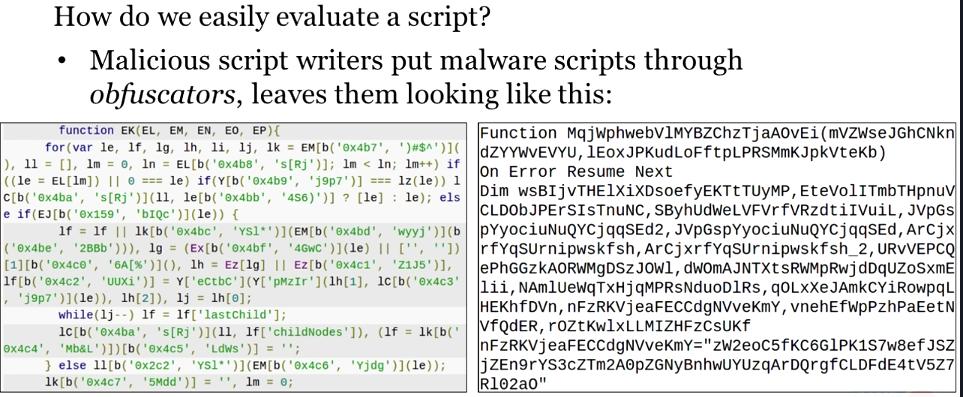 How do we easily evaluate a script?
• Malicious script writers put malware scripts through
obfuscators, leaves them looking like this:
function EK(EL, EM, EN, EO, EP){
for(var le, lf, lg, lh, li, lj, lk = EM[b('0x4b7', ')#$^')](
), ll = [], lm = 0, ln = EL[b('0x4b8', 's[Rj')]; lm < ln; lm++) if
((le = EL[lm]) || 0 === le) if(Y[b('0x4b9', 'j9p7')] === lz(le)) l
C[b('0x4ba', 's[Rj')](ll, le[b('0x4bb', '4S6)')] ? [le] : le); els
e if(EJ[b('0x159', 'bIQc')](le)) {
lf = lf || lk[b('0x4bc', 'YSl*')](EM[b('0x4bd', 'wyyj')](b
('0x4be', '2BBb'))), lg = (Ex[b('0x4bf', '4GwC')](le) || ['', ''])
[1][b('0x4c0', '6A[%')](), lh = Ez[lg] || Ez[b('0x4c1', 'Z1J5')],
lf[b('0x4c2', 'UUXi')] = Y['eCtbC'](Y['pMzIr'](lh[1], lC[b('0x4c3'
, 'j9p7')](le)), lh[2]), lj = lh[0];
while(lj--) lf = lf['lastChild'];
lC[b('0x4ba', 's[Rj')](ll, lf['childNodes']), (lf = lk[b('
0x4c4', 'Mb&L')])[b('0x4c5', 'LdWs')] = '';
} else ll[b('0x2c2', 'YSl*')](EM[b('0x4c6', 'Yjdg')](le));
lk[b('0x4c7', '5Mdd')] = '', lm = 0;
Function MqjWphwebVlMYBZChzTjaAOvEi(mVZWseJGhCNkn
dZYYWvEVYU,lEoxJPKudLoFftpLPRSMmKJpkVteKb)
On Error Resume Next
Dim wsBIjvTHElXiXDsoefyEKTtTUyMP,EteVolITmbTHpnuV
CLDObJPErSIsTnuNC,SByhUdWeLVFVrfVRzdtiIVuiL,JVpGs
pYyociuNuQYCjqqSEd2,JVpGspYyociuNuQYCjqqSEd,ArCjx
rfYqSUrnipwskfsh,ArCjxrfYqSUrnipwskfsh_2,URvVEPCQ
ePhGGzkAORWMgDSzJOWl,dWOmAJNTXtsRWMpRwjdDqUZoSxmE
lii,NAmlUeWqTxHjqMPRsNduoDlRs,qOLxXeJAmkCYiRowpqL
HEKhfDVn,nFzRKVjeaFECCdgNVveKmY,vnehEfWpPzhPaEetN
VfQdER,rOZtKwlxLLMIZHFzCsUKf
nFzRKVjeaFECCdgNVveKmY="zW2eoC5fKC6GlPK1S7w8efJSZ
jZEn9rYS3cZTm2A0pZGNyBnhwUYUzqArDQrgfCLDFdE4tV5Z7
Rl02aO"